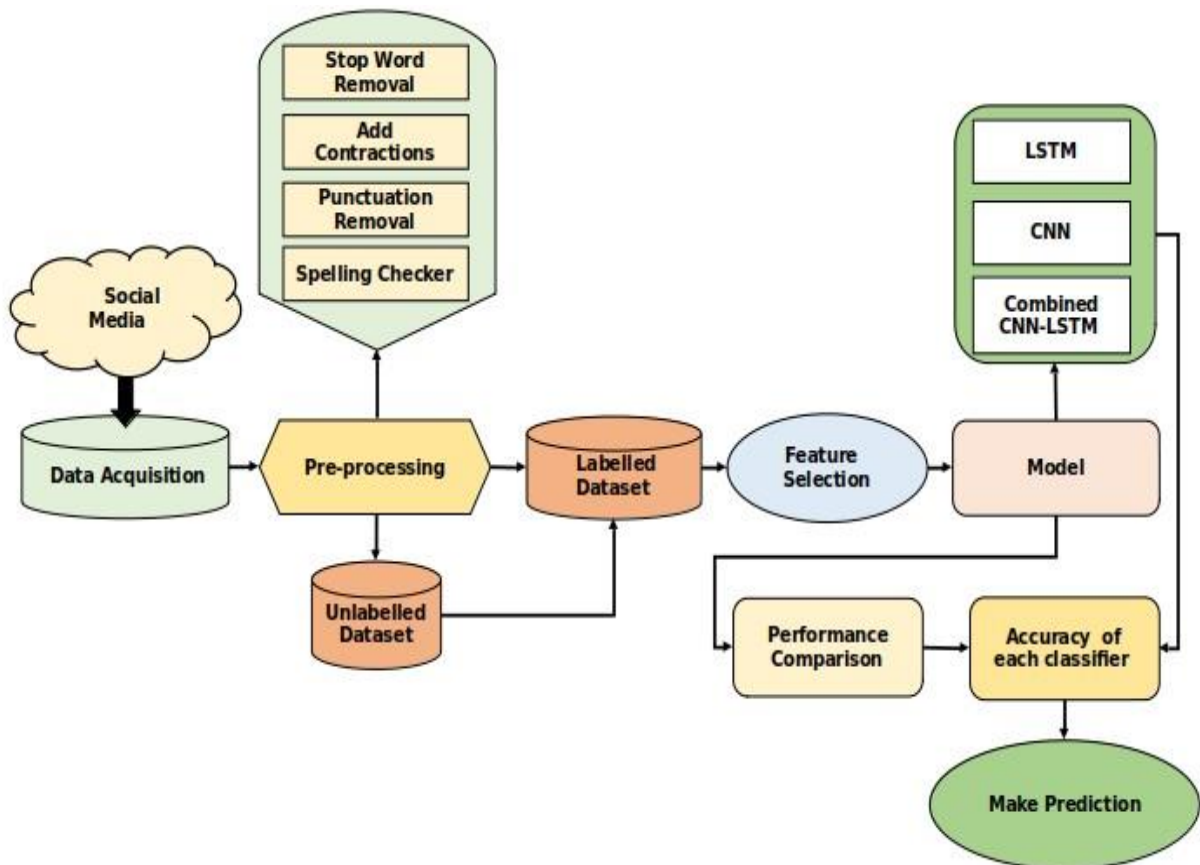 Stop Word
Removal
Add
Contractions
Punctuation
Removal
Spelling Checker
Social
Media
Data Acquisition
Pre-processing
Unlabelled
Dataset
Labelled
Dataset
Feature
Selection
Model
LSTM
CNN
Combined
CNN-LSTM
Performance
Comparison
Accuracy of
each classifier
Make Prediction